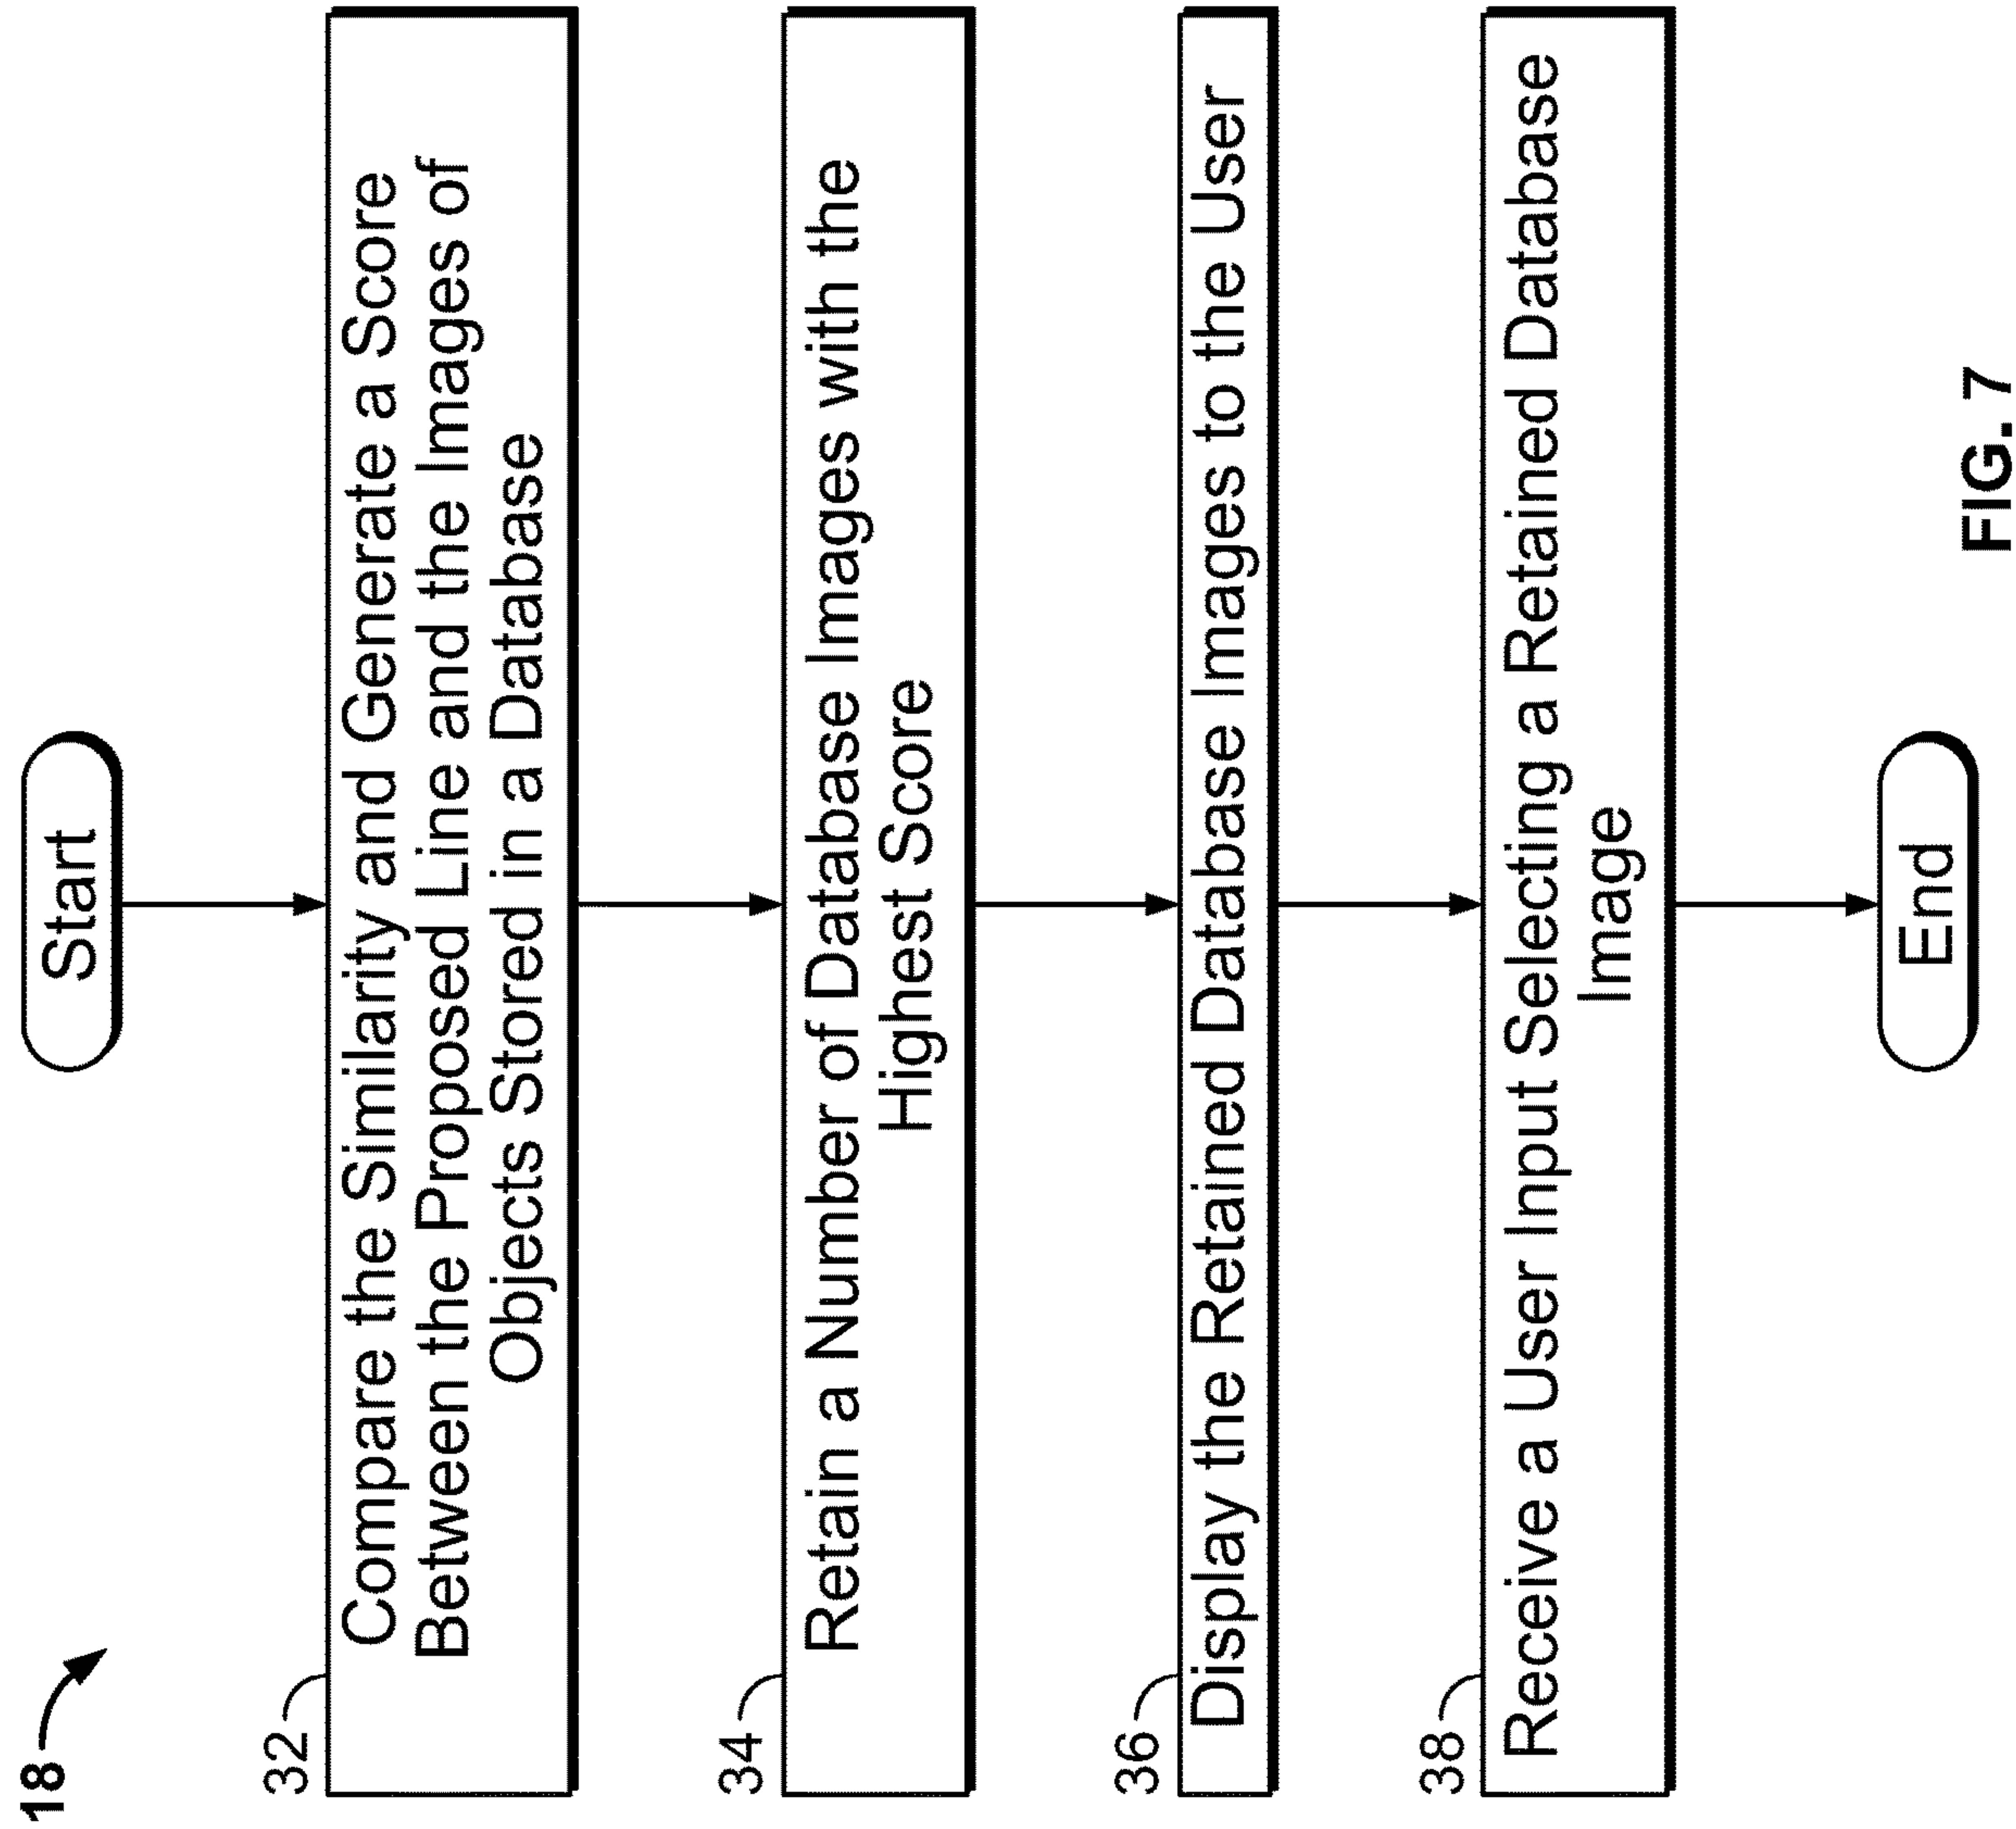 18
Start
32
Compare the Similarity and Generate a Score
Between the Proposed Line and the Images of
Objects Stored in a Database
34
Retain a Number of Database Images with the
Highest Score
36
Display the Retained Database Images to the User
38
Receive a User Input Selecting a Retained Database
Image
End
FIG. 7